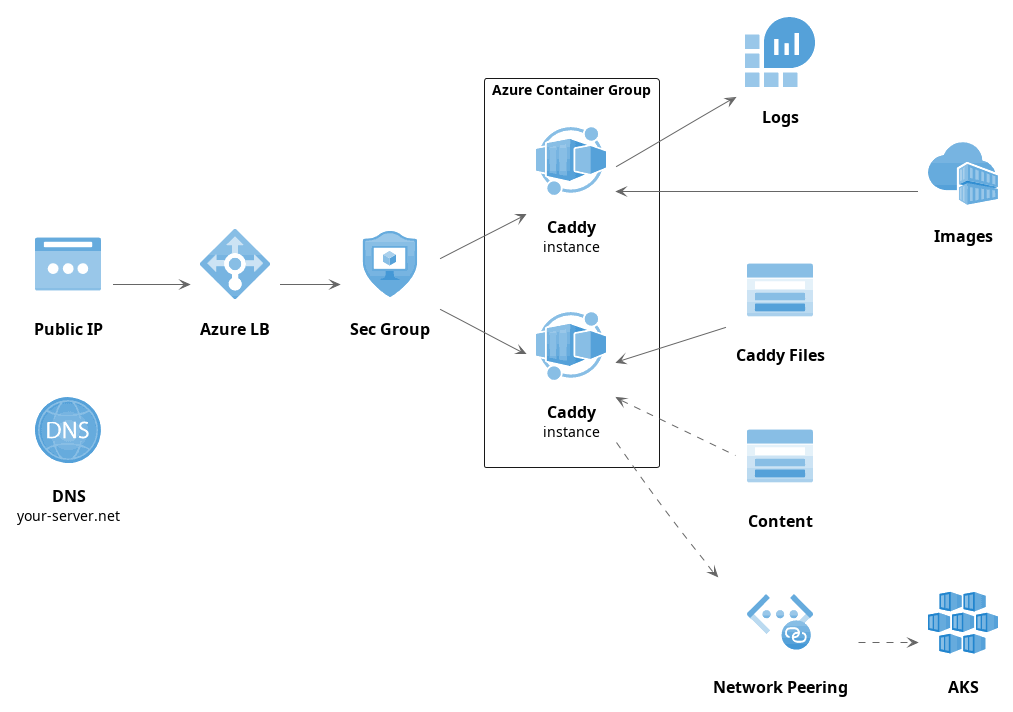 Azure Container Group
Logs
Caddy
instance
Images
Public IP
Azure LB
Sec Group
Caddy Files
Caddy
instance
DNS
DNS
your-server.net
Content
Network Peering
AKS